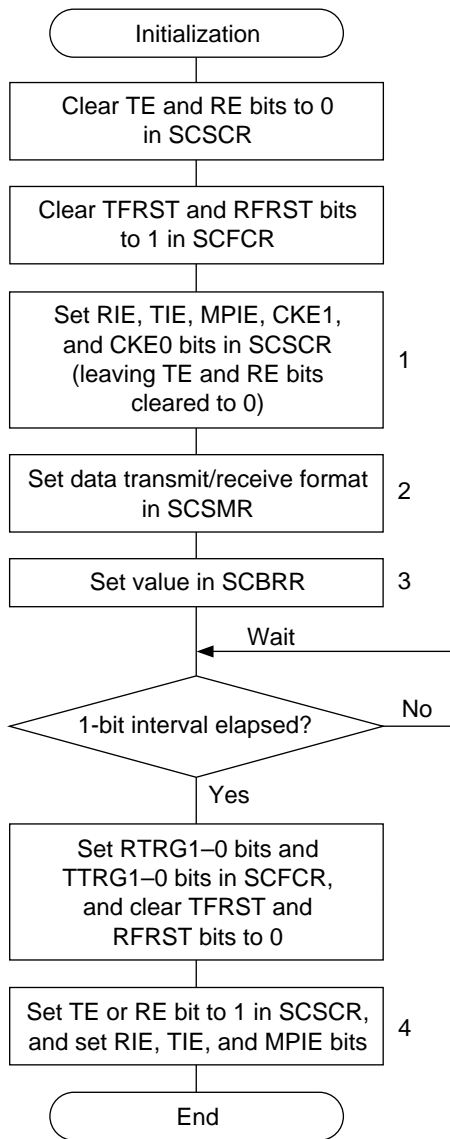 Initialization
Clear TE and RE bits to 0
in SCSCR
Clear TFRST and RFRST bits
to 1 in SCFCR
Set RIE, TIE, MPIE, CKE1,
and CKE0 bits in SCSCR
(leaving TE and RE bits
cleared to 0)
1
Set data transmit/receive format
in SCSMR
2
Set value in SCBRR
3
Wait
1-bit interval elapsed?
No
Yes
Set RTRG1–0 bits and
TTRG1–0 bits in SCFCR,
and clear TFRST and
RFRST bits to 0
Set TE or RE bit to 1 in SCSCR,
and set RIE, TIE, and MPIE bits
4
End